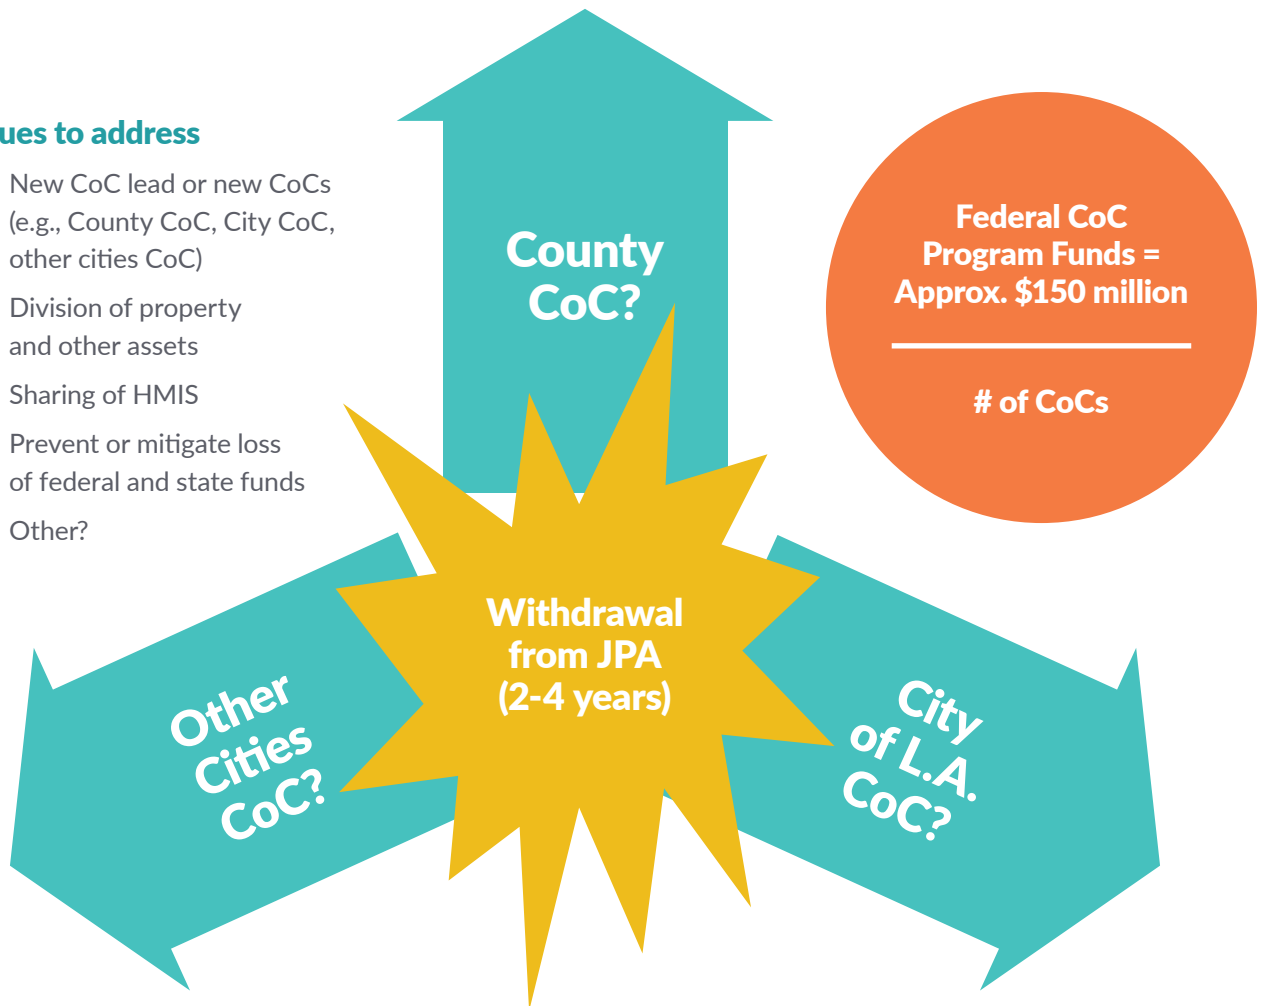 ues to address
New CoC lead or new CoCs
(e.g., County CoC, City CoC,
other cities CoC)
Division of property
and other assets
Sharing of HMIS
Prevent or mitigate loss
of federal and state funds
Other?
County
CoC?
Federal CoC
Program Funds =
Approx. $150 million
# of CoCs
Withdrawal
from JPA
(2-4 years)
Other
Cities
CoC?
City
of L.A.
CoC?